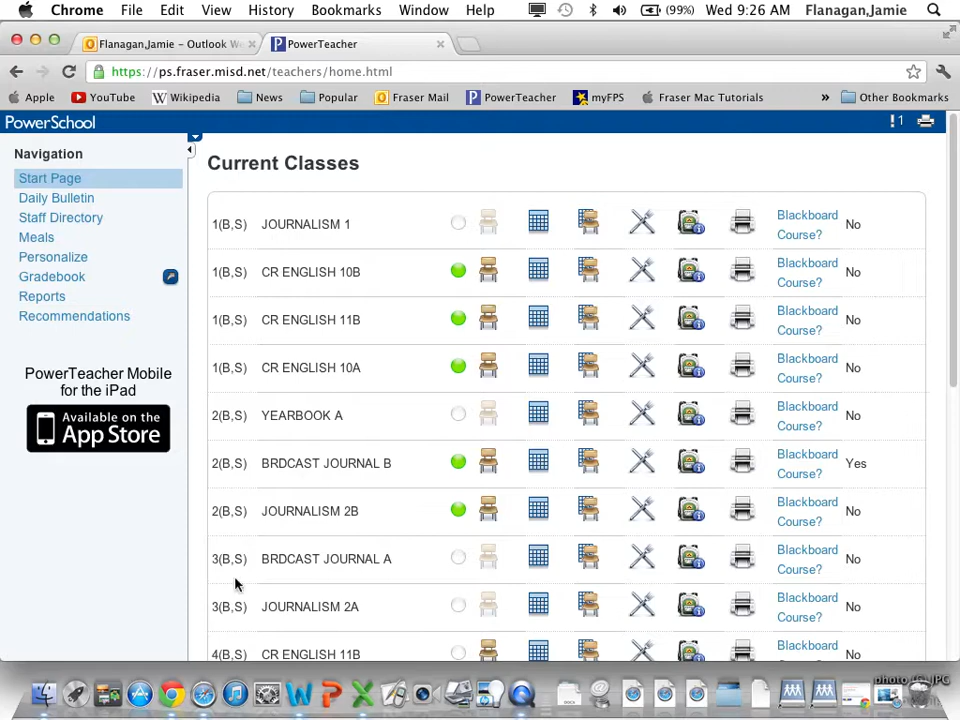 Chrome File Edit View History Bookmarks Window Help (99%) Wed 9:26 AM Flanagan,Jamie
Flanagan,Jamie – Outlook W
PowerTeacher
https://ps.fraser.misd.net/teachers/home.html
Apple YouTube Wikipedia News Popular Fraser Mail PowerTeacher myFPS Fraser Mac Tutorials » Other Bookmarks
PowerSchool
!1
Navigation
Start Page
Daily Bulletin
Staff Directory
Meals
Personalize
Gradebook
Reports
Recommendations
PowerTeacher Mobile
for the iPad
Available on the
App Store
Current Classes
1(B,S) JOURNALISM 1 Blackboard Course? No
1(B,S) CR ENGLISH 10B Blackboard Course? No
1(B,S) CR ENGLISH 11B Blackboard Course? No
1(B,S) CR ENGLISH 10A Blackboard Course? No
2(B,S) YEARBOOK A Blackboard Course? No
2(B,S) BRDCAST JOURNAL B Blackboard Course? Yes
2(B,S) JOURNALISM 2B Blackboard Course? No
3(B,S) BRDCAST JOURNAL A Blackboard Course? No
3(B,S) JOURNALISM 2A Blackboard Course? No
4(B,S) CR ENGLISH 11B Blackboard No
photo (6).JPG